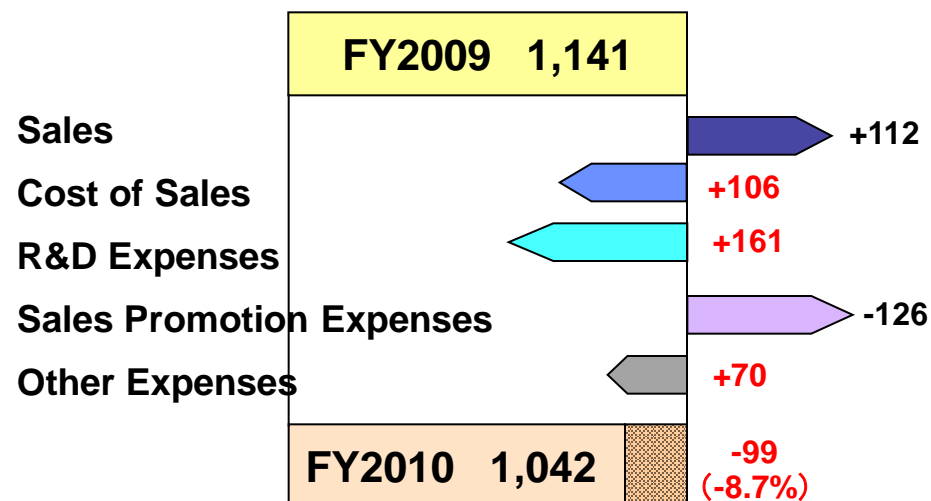 FY2009 1,141
Sales +112
Cost of Sales +106
R&D Expenses +161
Sales Promotion Expenses -126
Other Expenses +70
FY2010 1,042 -99
(-8.7%)